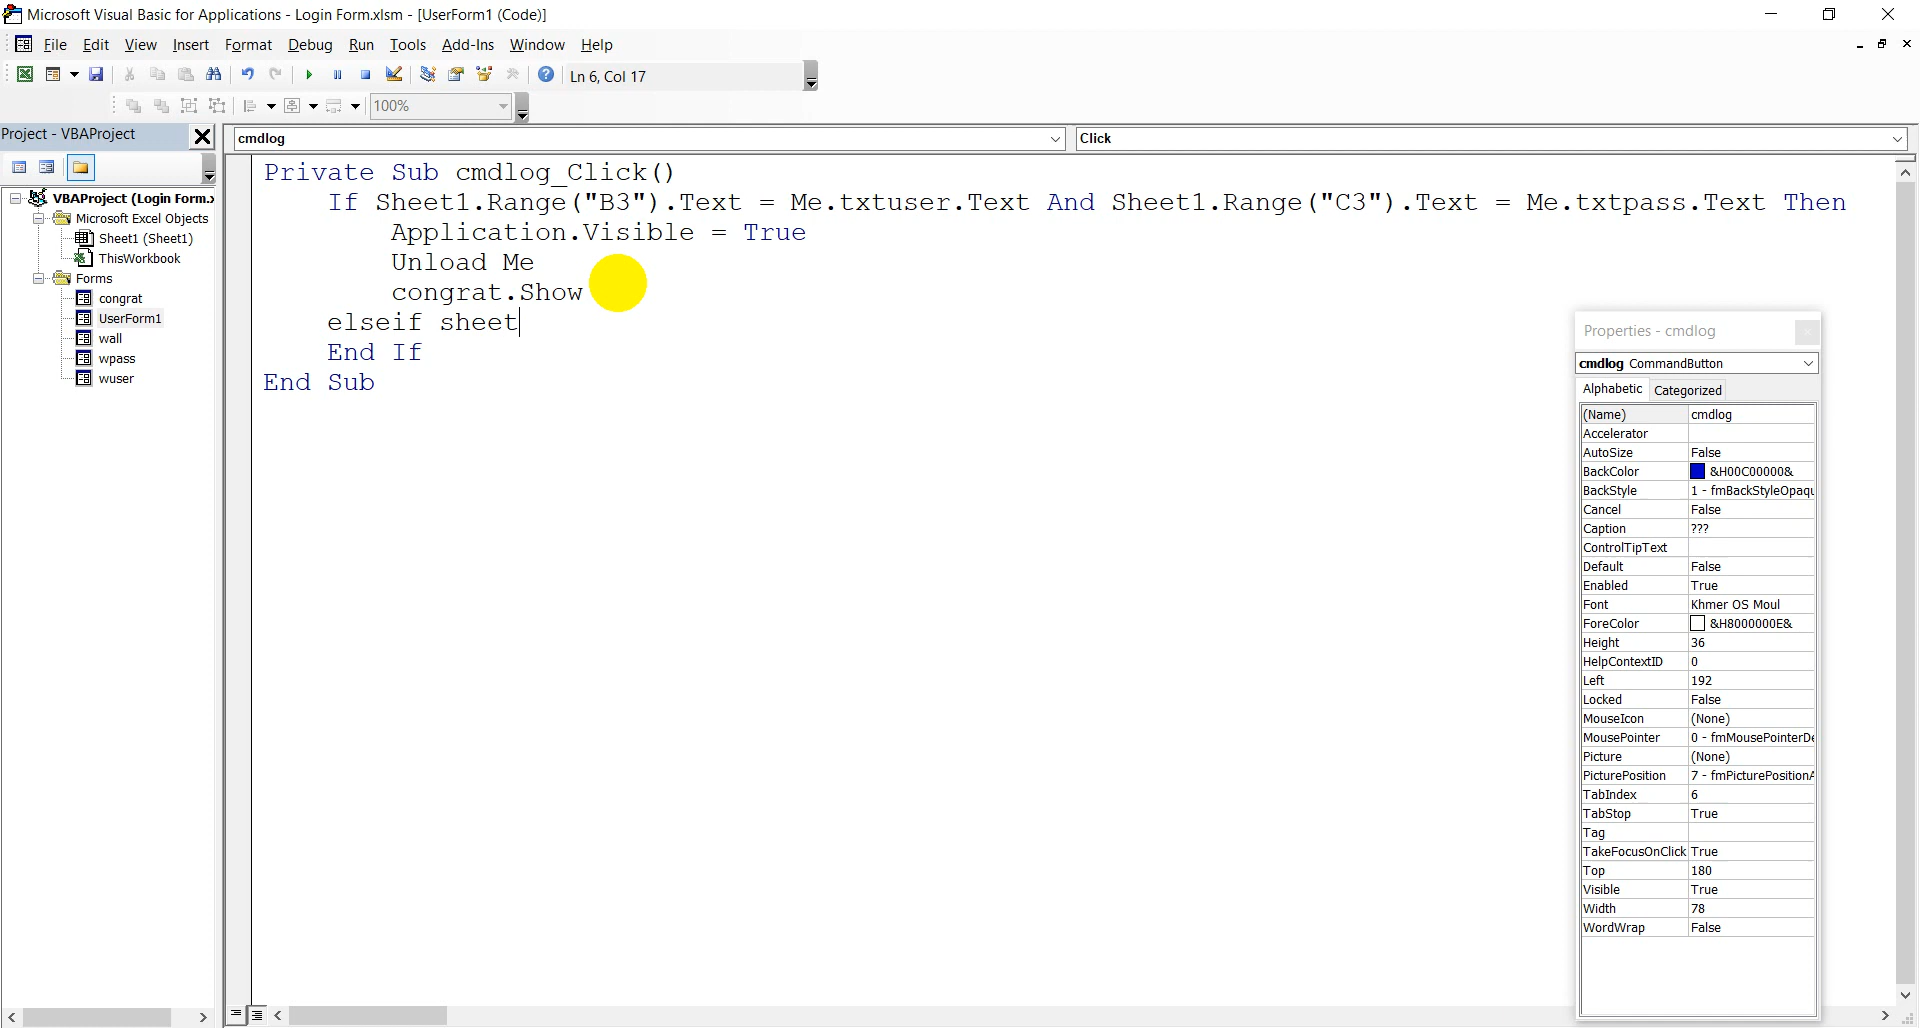 Microsoft Visual Basic for Applications - Login Form.xlsm - [UserForm1 (Code)]
File Edit View Insert Format Debug Run Tools Add-Ins Window Help
Ln 6, Col 17
100%
Project - VBAProject
cmdlog
Click
VBAProject (Login Form.x
Microsoft Excel Objects
Sheet1 (Sheet1)
ThisWorkbook
Forms
congrat
UserForm1
wall
wpass
wuser
Private Sub cmdlog_Click()
If Sheet1.Range("B3").Text = Me.txtuser.Text And Sheet1.Range("C3").Text = Me.txtpass.Text Then
Application.Visible = True
Unload Me
congrat.Show
elseif sheet
End If
End Sub
Properties - cmdlog
cmdlog CommandButton
Alphabetic Categorized
(Name) cmdlog
Accelerator
AutoSize False
BackColor &H00C00000&
BackStyle 1 - fmBackStyleOpaqu
Cancel False
Caption ???
ControlTipText
Default False
Enabled True
Font Khmer OS Moul
ForeColor &H8000000E&
Height 36
HelpContextID 0
Left 192
Locked False
MouseIcon (None)
MousePointer 0 - fmMousePointerDe
Picture (None)
PicturePosition 7 - fmPicturePositionA
TabIndex 6
TabStop True
Tag
TakeFocusOnClick True
Top 180
Visible True
Width 78
WordWrap False